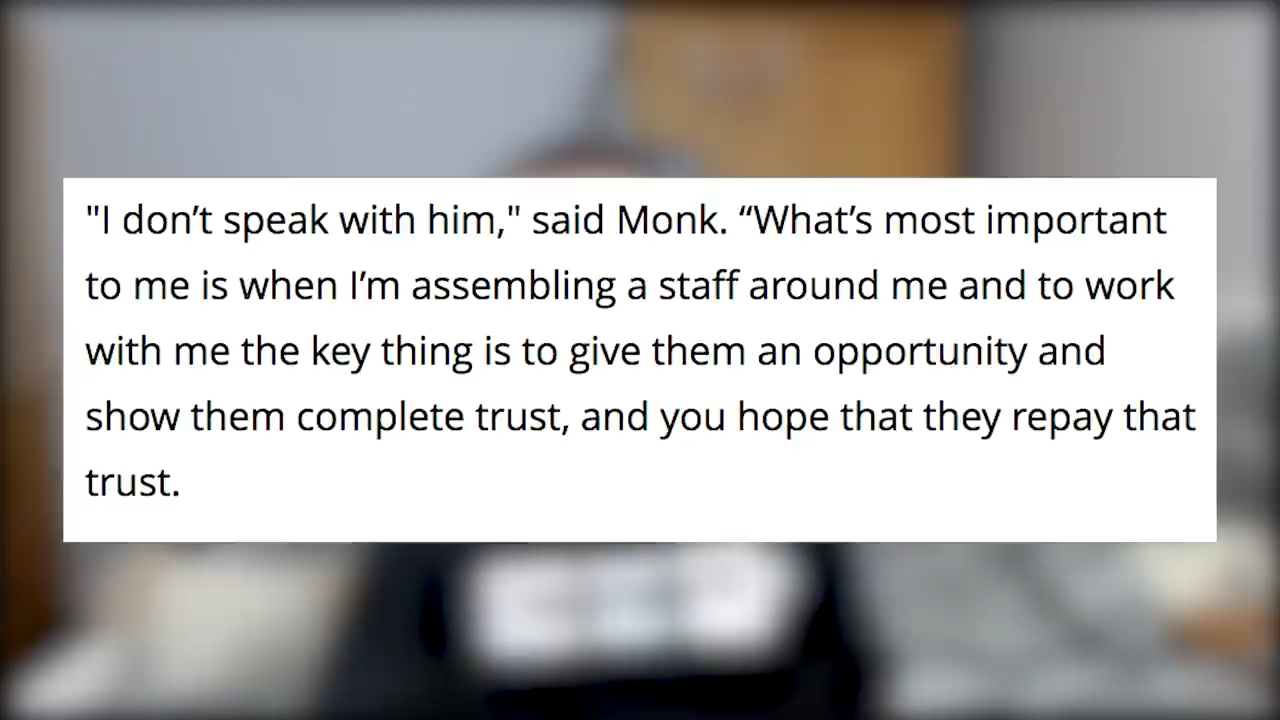 "I don’t speak with him," said Monk. “What’s most important
to me is when I’m assembling a staff around me and to work
with me the key thing is to give them an opportunity and
show them complete trust, and you hope that they repay that
trust.